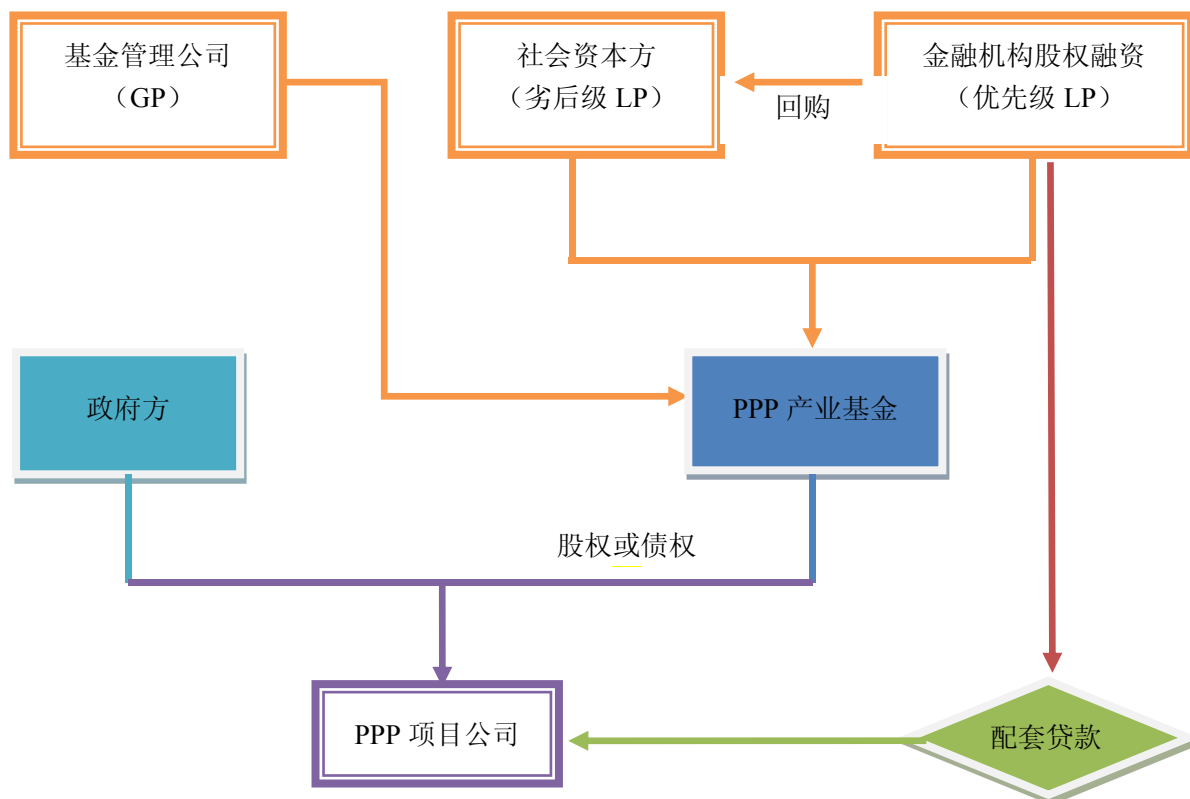 基金管理公司
（GP）
社会资本方
（劣后级 LP）
回购
金融机构股权融资
（优先级 LP）
政府方
PPP 产业基金
股权或债权
PPP 项目公司
配套贷款